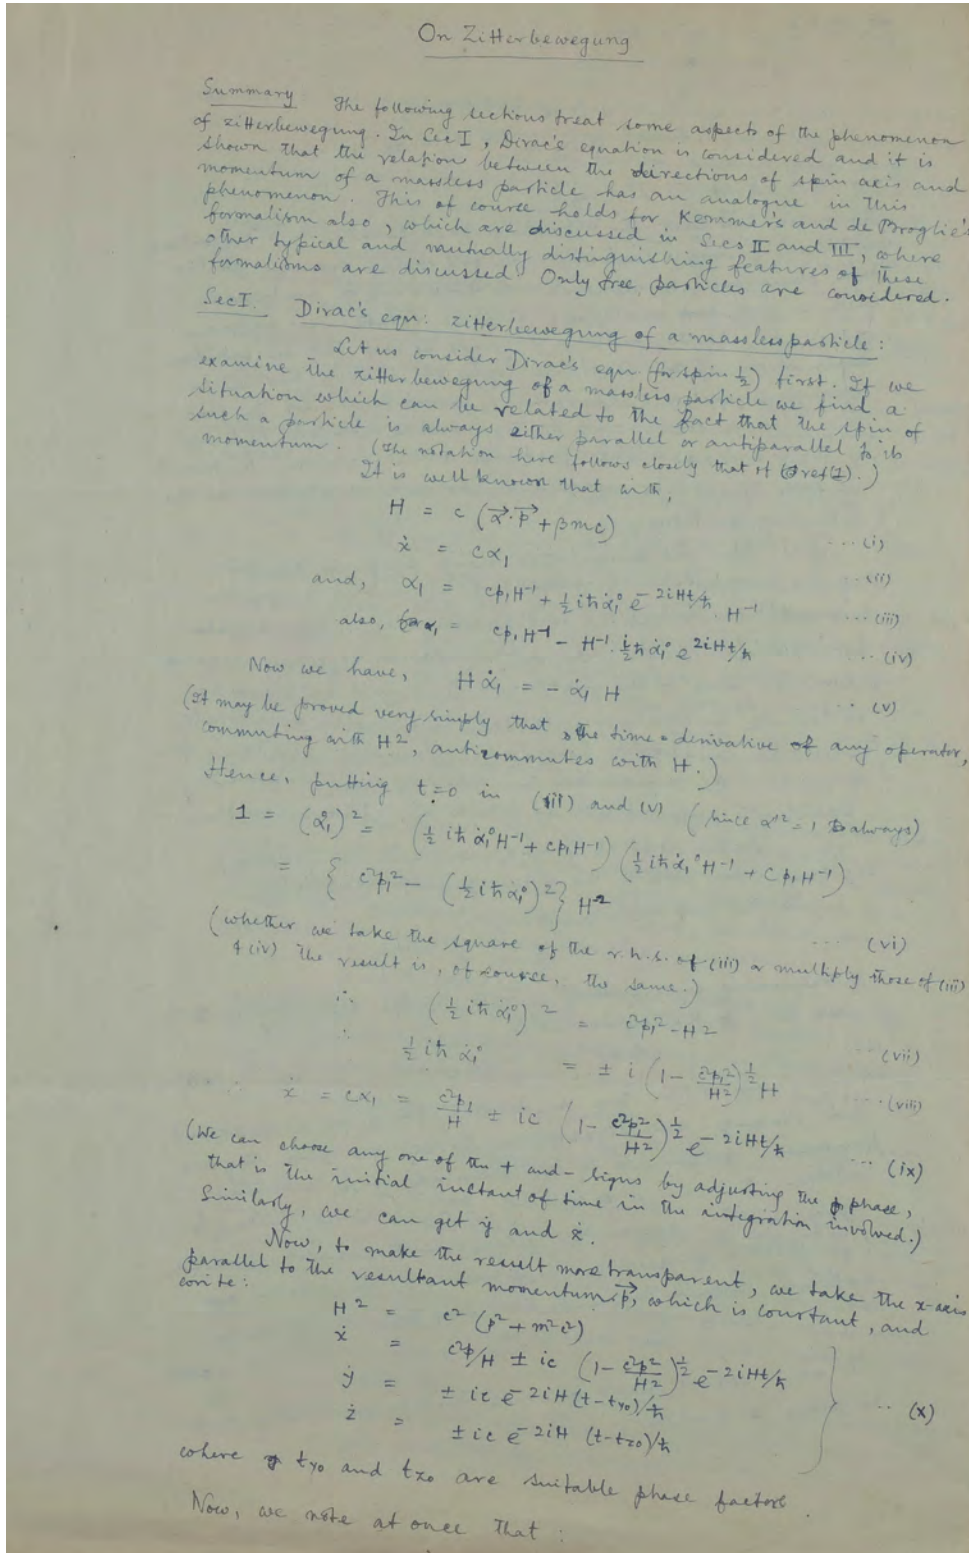 On Zitterbewegung
Summary The following sections treat some aspects of the phenomenon
of zitterbewegung. In Sec I, Dirac's equation is considered and it is
shown that the relation between the directions of spin axis and
momentum of a massless particle has an analogue in this
phenomenon. This of course holds for Kemmer's and de Broglie's
formalism also, which are discussed in Secs II and III, where
other typical and mutually distinguishing features of these
formalisms are discussed. Only free particles are considered.
Sec I. Dirac's eqn: zitterbewegung of a massless particle:
Let us consider Dirac's eqn. (for spin ½) first. If we
examine the zitterbewegung of a massless particle we find a
situation which can be related to the fact that the spin of
such a particle is always either parallel or antiparallel to its
momentum. (The notation here follows closely that of ref(1).)
It is well known that with,
H = c (α⃗·p⃗ + βmc) ... (i)
ẋ = cα₁ ... (ii)
and, α₁ = cp₁H⁻¹ + ½iħα̇₁⁰ e^{-2iHt/ħ}. H⁻¹ ... (iii)
also, α₁ = cp₁H⁻¹ - H⁻¹. ½iħα̇₁⁰ e^{2iHt/ħ} ... (iv)
Now we have, Hα̇₁ = - α̇₁ H ... (v)
(It may be proved very simply that the time-derivative of any operator,
commuting with H², anticommutes with H.)
Hence, putting t=0 in (iii) and (v) (since α₁² = 1 always)
1 = (α₁⁰)² = (½iħα̇₁⁰H⁻¹ + cp₁H⁻¹) (½iħα̇₁⁰H⁻¹ + cp₁H⁻¹)
= {c²p₁² - (½iħα̇₁⁰)²} H⁻² ... (vi)
(whether we take the square of the r.h.s. of (iii) or multiply those of (iii)
& (iv) the result is, of course, the same.)
∴ (½iħα̇₁⁰)² = c²p₁² - H² ... (vii)
∴ ½iħα̇₁⁰ = ± i (1 - c²p₁²/H²)^½ H ... (viii)
∴ ẋ = cα₁ = c²p₁/H ± ic (1 - c²p₁²/H²)^½ e^{-2iHt/ħ} ... (ix)
(We can choose any one of the + and - signs by adjusting the phase,
that is the initial instant of time in the integration involved.)
Similarly, we can get ẏ and ż.
Now, to make the result more transparent, we take the x-axis
parallel to the resultant momentum p⃗, which is constant, and
write:
H² = c² (p² + m²c²)
ẋ = c²p/H ± ic (1 - c²p²/H²)^½ e^{-2iHt/ħ}
ẏ = ± ic e^{-2iH(t-t_{y0})/ħ} ... (x)
ż = ± ic e^{-2iH(t-t_{z0})/ħ}
where t_{y0} and t_{z0} are suitable phase factors
Now, we note at once that :